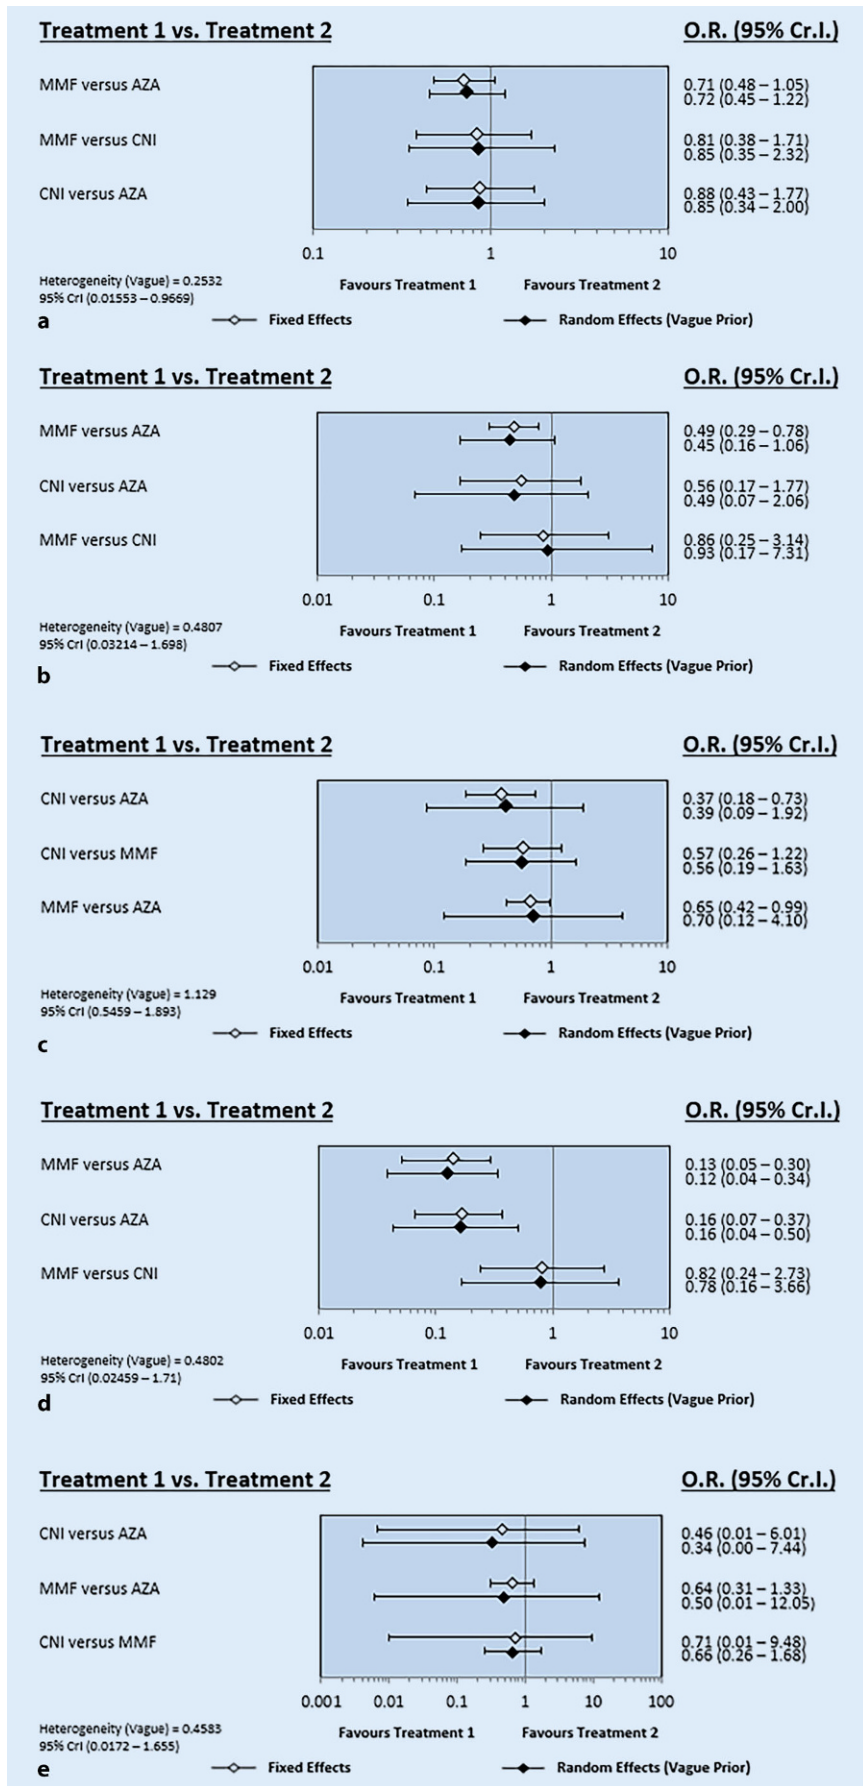 Treatment 1 vs. Treatment 2 O.R. (95% Cr.I.)
MMF versus AZA 0.71 (0.48 – 1.05)
0.72 (0.45 – 1.22)
MMF versus CNI 0.81 (0.38 – 1.71)
0.85 (0.35 – 2.32)
CNI versus AZA 0.88 (0.43 – 1.77)
0.85 (0.34 – 2.00)
0.1 1 10
Heterogeneity (Vague) = 0.2532 Favours Treatment 1 Favours Treatment 2
95% CrI (0.01553 – 0.9669)
a Fixed Effects Random Effects (Vague Prior)
Treatment 1 vs. Treatment 2 O.R. (95% Cr.I.)
MMF versus AZA 0.49 (0.29 – 0.78)
0.45 (0.16 – 1.06)
CNI versus AZA 0.56 (0.17 – 1.77)
0.49 (0.07 – 2.06)
MMF versus CNI 0.86 (0.25 – 3.14)
0.93 (0.17 – 7.31)
0.01 0.1 1 10
Heterogeneity (Vague) = 0.4807 Favours Treatment 1 Favours Treatment 2
95% CrI (0.03214 – 1.698)
b Fixed Effects Random Effects (Vague Prior)
Treatment 1 vs. Treatment 2 O.R. (95% Cr.I.)
CNI versus AZA 0.37 (0.18 – 0.73)
0.39 (0.09 – 1.92)
CNI versus MMF 0.57 (0.26 – 1.22)
0.56 (0.19 – 1.63)
MMF versus AZA 0.65 (0.42 – 0.99)
0.70 (0.12 – 4.10)
0.01 0.1 1 10
Heterogeneity (Vague) = 1.129 Favours Treatment 1 Favours Treatment 2
95% CrI (0.5459 – 1.893)
c Fixed Effects Random Effects (Vague Prior)
Treatment 1 vs. Treatment 2 O.R. (95% Cr.I.)
MMF versus AZA 0.13 (0.05 – 0.30)
0.12 (0.04 – 0.34)
CNI versus AZA 0.16 (0.07 – 0.37)
0.16 (0.04 – 0.50)
MMF versus CNI 0.82 (0.24 – 2.73)
0.78 (0.16 – 3.66)
0.01 0.1 1 10
Heterogeneity (Vague) = 0.4802 Favours Treatment 1 Favours Treatment 2
95% CrI (0.02459 – 1.71)
d Fixed Effects Random Effects (Vague Prior)
Treatment 1 vs. Treatment 2 O.R. (95% Cr.I.)
CNI versus AZA 0.46 (0.01 – 6.01)
0.34 (0.00 – 7.44)
MMF versus AZA 0.64 (0.31 – 1.33)
0.50 (0.01 – 12.05)
CNI versus MMF 0.71 (0.01 – 9.48)
0.66 (0.26 – 1.68)
0.001 0.01 0.1 1 10 100
Heterogeneity (Vague) = 0.4583 Favours Treatment 1 Favours Treatment 2
95% CrI (0.0172 – 1.655)
e Fixed Effects Random Effects (Vague Prior)